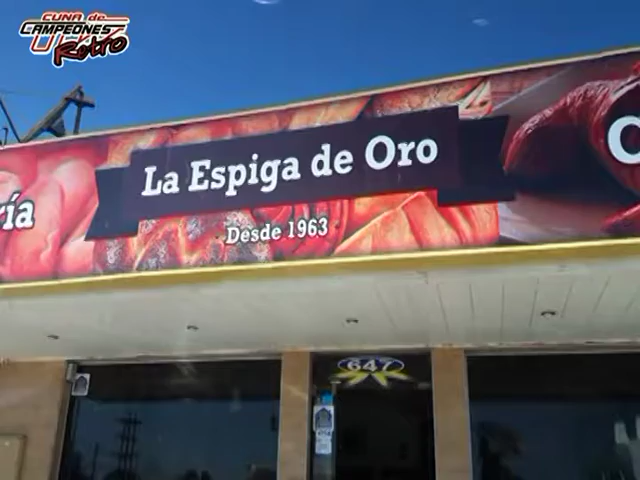 CUNA de
CAMPEONES
Retro
La Espiga de Oro
Desde 1963
ría
C
647